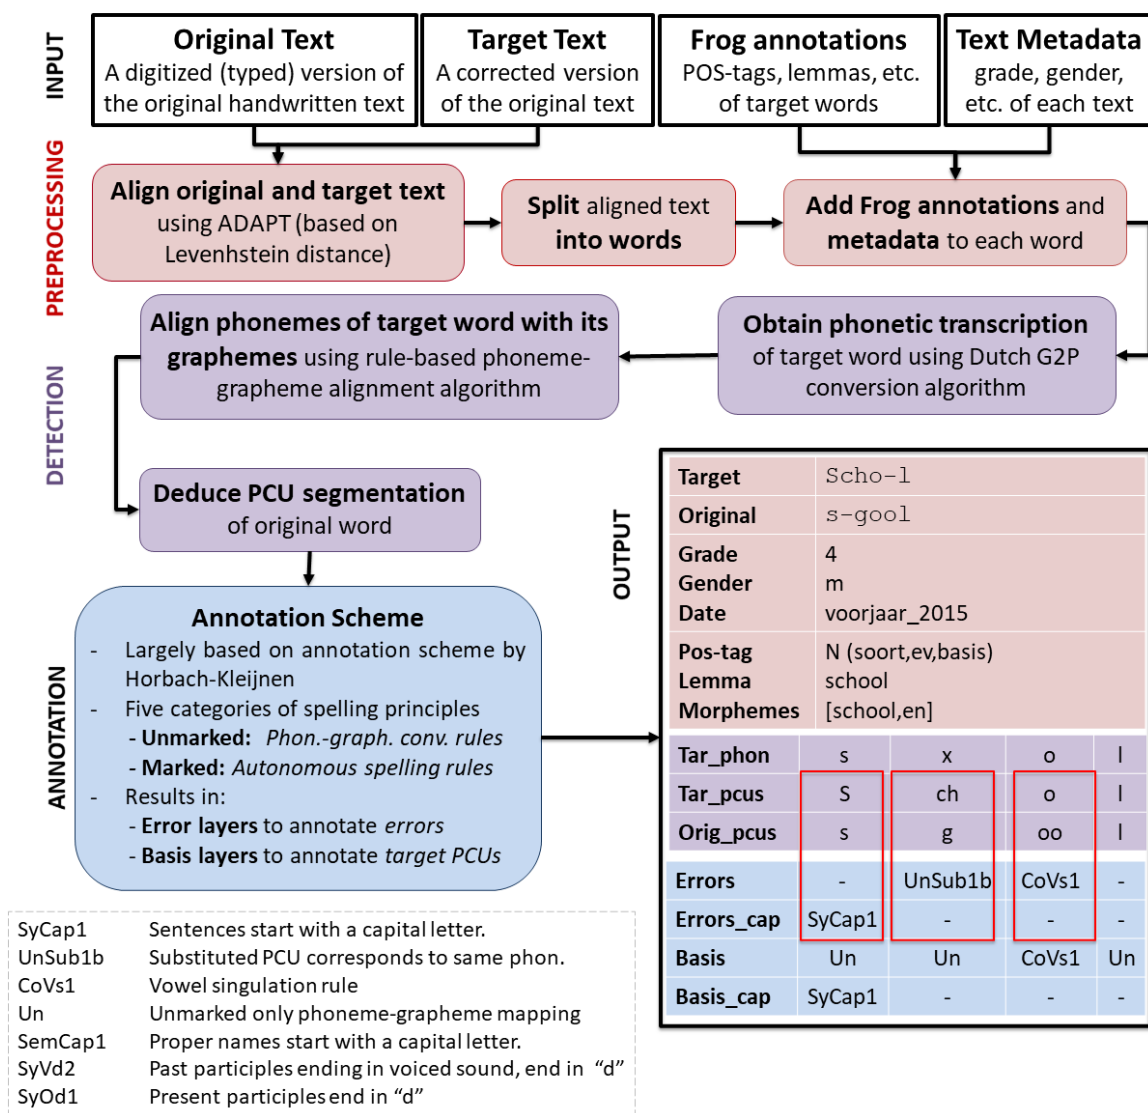 INPUT
Original Text
A digitized (typed) version of
the original handwritten text
Target Text
A corrected version
of the original text
Frog annotations
POS-tags, lemmas, etc.
of target words
Text Metadata
grade, gender,
etc. of each text
PREPROCESSING
Align original and target text
using ADAPT (based on
Levenhstein distance)
Split aligned text
into words
Add Frog annotations and
metadata to each word
DETECTION
Obtain phonetic transcription
of target word using Dutch G2P
conversion algorithm
Align phonemes of target word with its
graphemes using rule-based phoneme-
grapheme alignment algorithm
Deduce PCU segmentation
of original word
ANNOTATION
Annotation Scheme
- Largely based on annotation scheme by
Horbach-Kleijnen
- Five categories of spelling principles
- Unmarked: Phon.-graph. conv. rules
- Marked: Autonomous spelling rules
- Results in:
- Error layers to annotate errors
- Basis layers to annotate target PCUs
OUTPUT
Target Scho-l
Original s-gool
Grade 4
Gender m
Date voorjaar_2015
Pos-tag N (soort,ev,basis)
Lemma school
Morphemes [school,en]
Tar_phon s x o l
Tar_pcus S ch o l
Orig_pcus s g oo l
Errors - UnSub1b CoVs1 -
Errors_cap SyCap1 - - -
Basis Un Un CoVs1 Un
Basis_cap SyCap1 - - -
SyCap1 Sentences start with a capital letter.
UnSub1b Substituted PCU corresponds to same phon.
CoVs1 Vowel singulation rule
Un Unmarked only phoneme-grapheme mapping
SemCap1 Proper names start with a capital letter.
SyVd2 Past participles ending in voiced sound, end in “d”
SyOd1 Present participles end in “d”